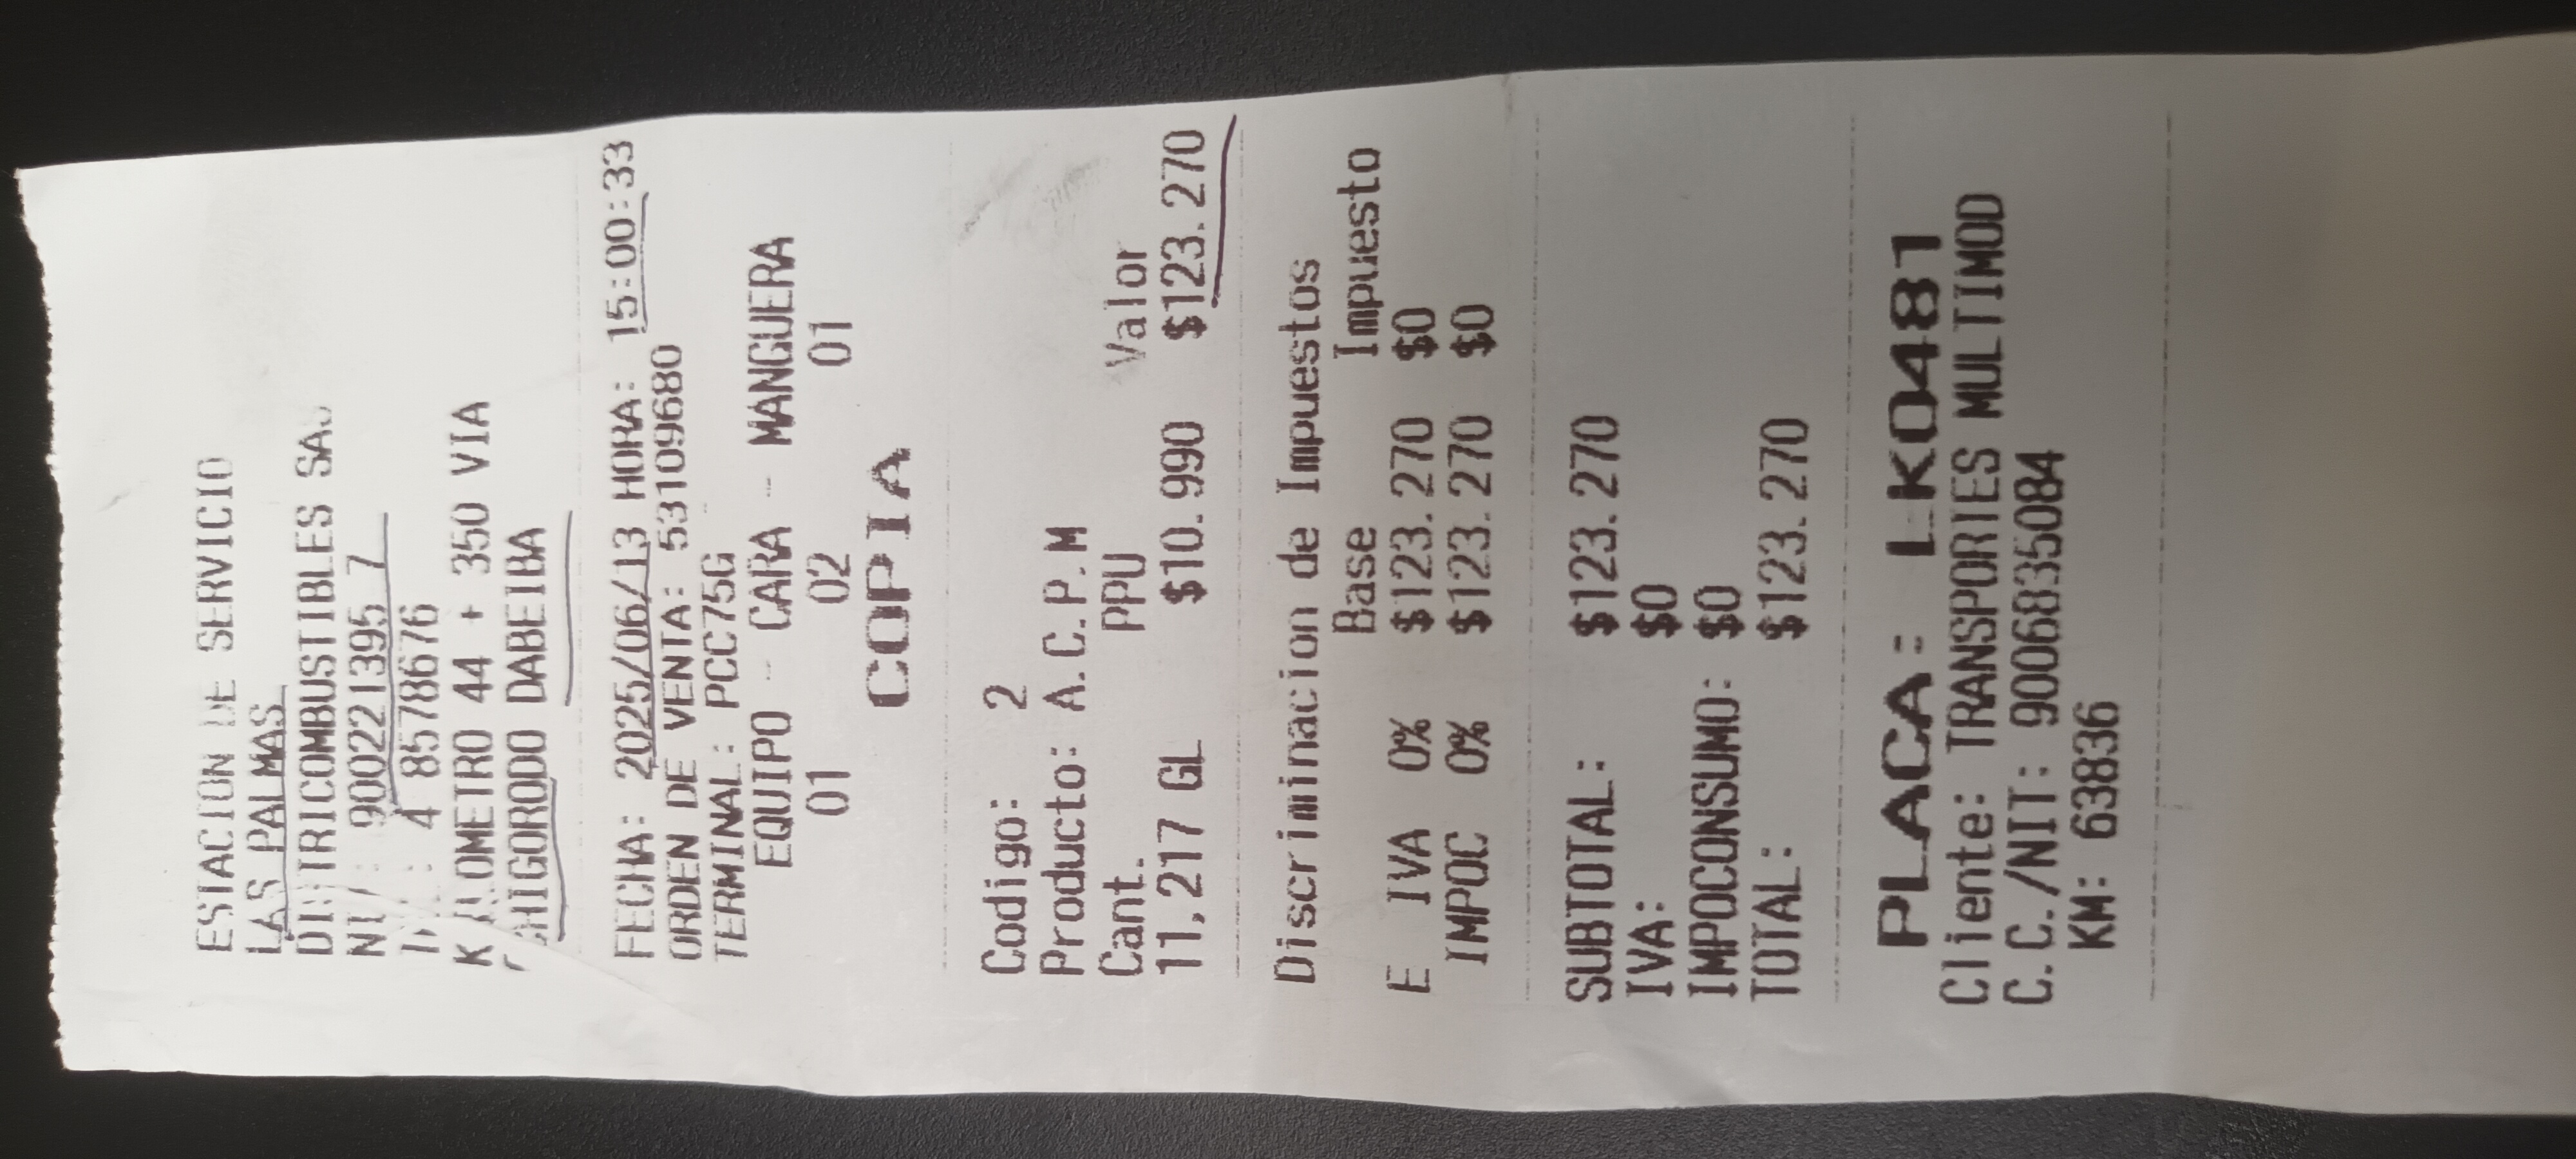 ESTACION DE SERVICIO
LAS PALMAS
DISTRICOMBUSTIBLES SAS
NIT: 900221395 7
4 8578676
KILOMETRO 44 + 350 VIA
CHIGORODO DABEIBA
FECHA: 2025/06/13 HORA: 15:00:33
ORDEN DE VENTA: 53109680
TERMINAL: PCC75G
EQUIPO - CARA - MANGUERA
01 02 01
COPIA
Codigo: 2
Producto: A.C.P.M
Cant. PPU Valor
11,217 GL $10.990 $123.270
Discriminacion de Impuestos
Base Impuesto
E IVA 0% $123.270 $0
IMPOC 0% $123.270 $0
SUBTOTAL: $123.270
IVA: $0
IMPOCONSUMO: $0
TOTAL: $123.270
PLACA: LKO481
Cliente: TRANSPORTES MULTIMOD
C.C./NIT: 9006835084
KM: 63836